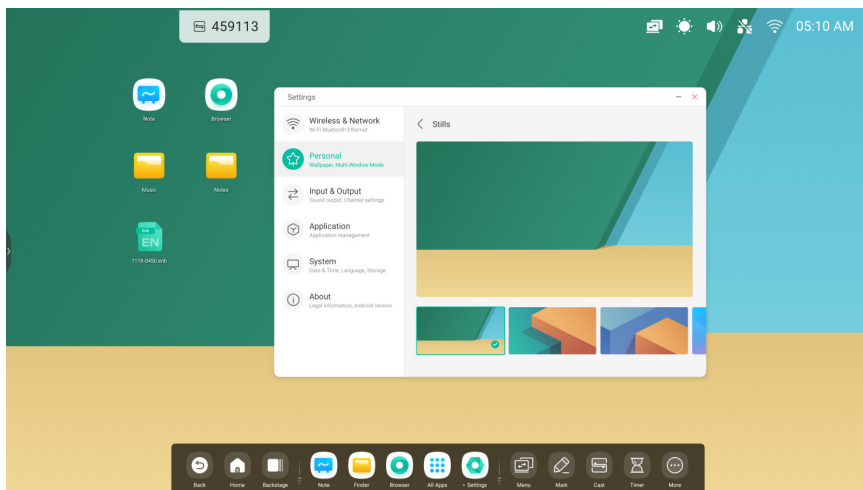 459113
05:10 AM
Note
Browser
Music
Notes
EN
1118-0450.enb
Settings
Wireless & Network
Wi-Fi Bluetooth Ethernet
Personal
Wallpaper, Multi-Window Mode
Input & Output
Sound output, Channel settings
Application
Application management
System
Date & Time, Language, Storage
About
Legal information, Android version
Stills
Back
Home
Backstage
Note
Finder
Browser
All Apps
• Settings
Menu
Mark
Cast
Timer
More